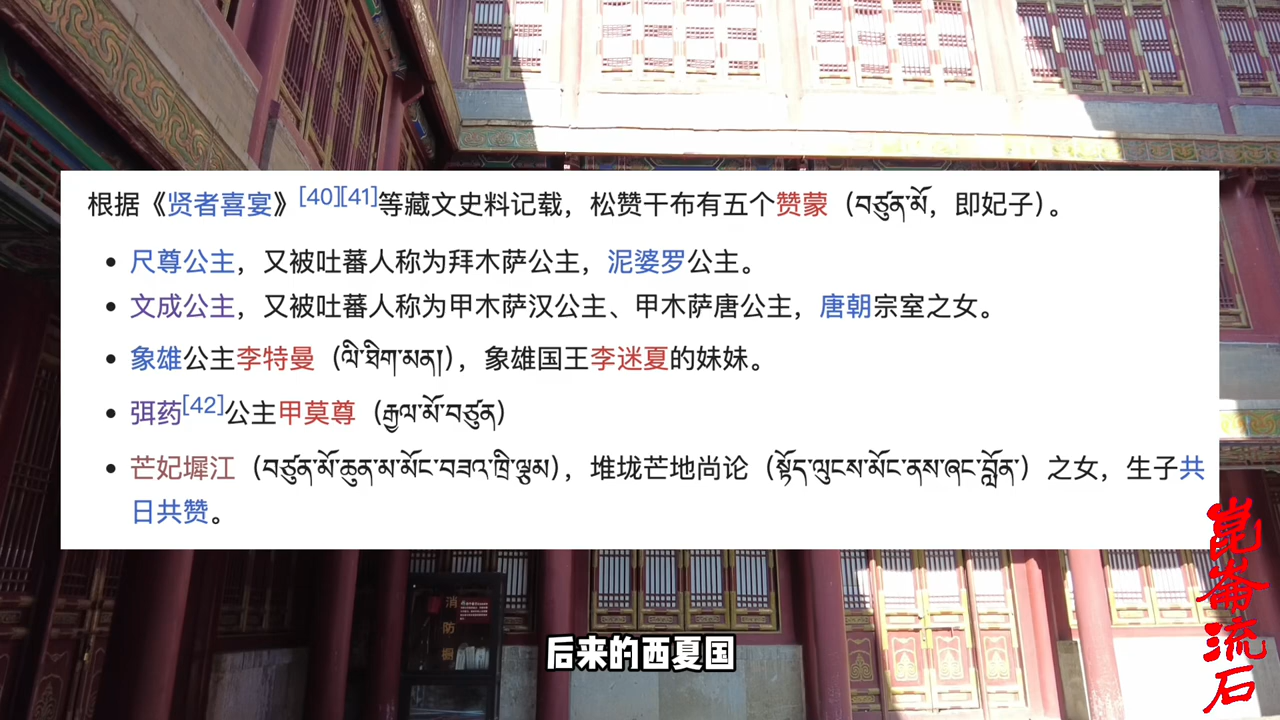 根据《贤者喜宴》[40][41]等藏文史料记载，松赞干布有五个赞蒙（བཙུན་མོ，即妃子）。
• 尺尊公主，又被吐蕃人称为拜木萨公主，泥婆罗公主。
• 文成公主，又被吐蕃人称为甲木萨汉公主、甲木萨唐公主，唐朝宗室之女。
• 象雄公主李特曼（ལི་ཐིག་མན།），象雄国王李迷夏的妹妹。
• 弭药[42]公主甲莫尊（རྒྱལ་མོ་བཙུན）
• 芒妃墀江（བཙུན་མོ་ཆུན་མ་མོང་བཟའ་ཁྲི་ལྕམ），堆垅芒地尚论（སྟོད་ལུངས་མོང་ནས་ཞང་བློན་）之女，生子共
日共赞。
消防窗
后来的西夏国
崑崙流石